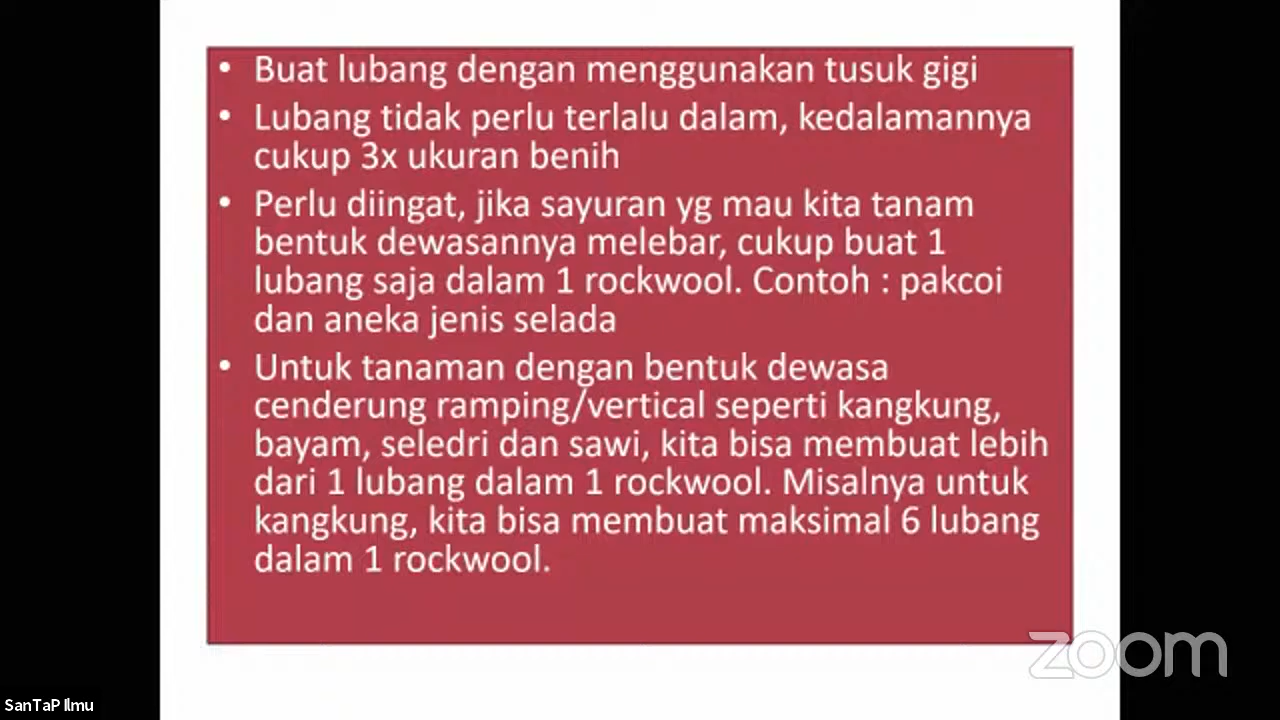 • Buat lubang dengan menggunakan tusuk gigi
• Lubang tidak perlu terlalu dalam, kedalamannya
cukup 3x ukuran benih
• Perlu diingat, jika sayuran yg mau kita tanam
bentuk dewasannya melebar, cukup buat 1
lubang saja dalam 1 rockwool. Contoh : pakcoi
dan aneka jenis selada
• Untuk tanaman dengan bentuk dewasa
cenderung ramping/vertical seperti kangkung,
bayam, seledri dan sawi, kita bisa membuat lebih
dari 1 lubang dalam 1 rockwool. Misalnya untuk
kangkung, kita bisa membuat maksimal 6 lubang
dalam 1 rockwool.
zoom
SanTaP Ilmu